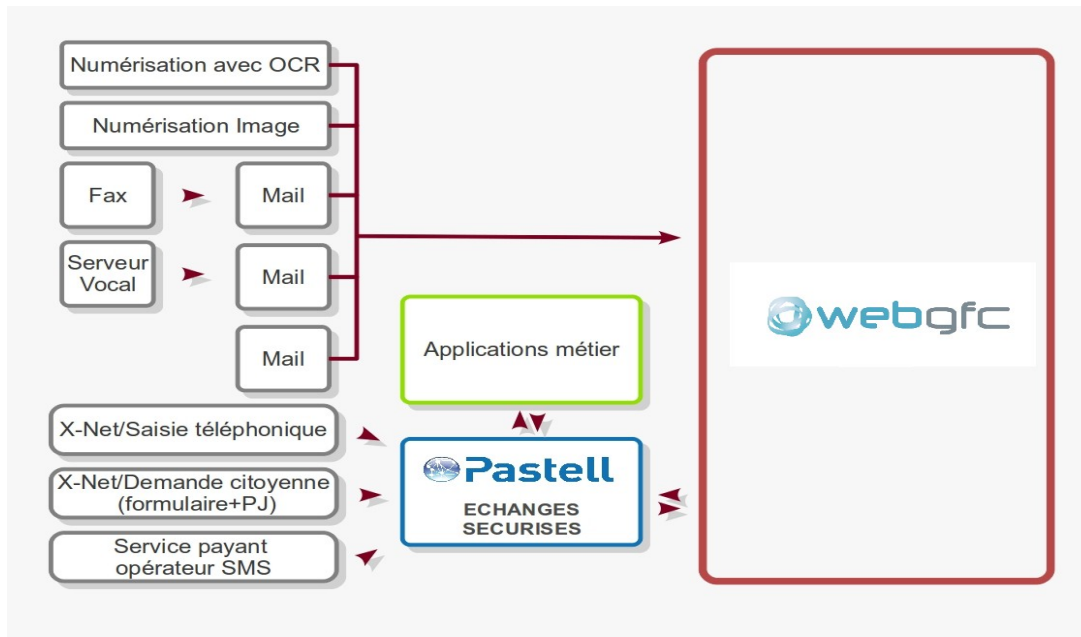 Numérisation avec OCR
Numérisation Image
Fax
Mail
Serveur
Vocal
Mail
Mail
Applications métier
webgfc
X-Net/Saisie téléphonique
X-Net/Demande citoyenne
(formulaire+PJ)
Service payant
opérateur SMS
Pastell
ECHANGES
SECURISES